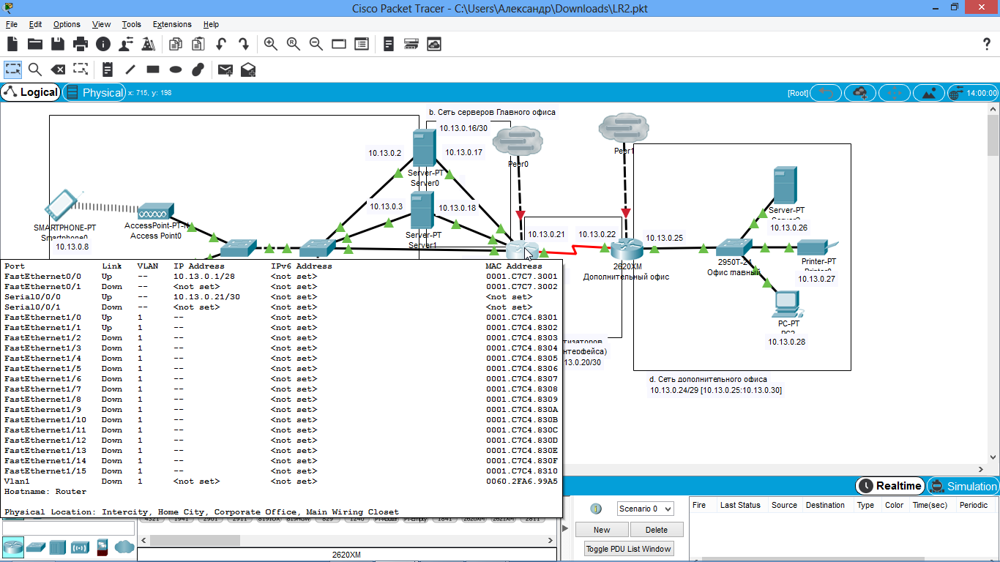 Cisco Packet Tracer - C:\Users\Александр\Downloads\LR2.pkt
File Edit Options View Tools Extensions Help
Logical Physical x: 715, y: 198 [Root] 14:00:00
b. Сеть серверов Главного офиса
10.13.0.16/30
10.13.0.2
10.13.0.17
Peer0
Peer1
Server-PT
Server0
10.13.0.3
10.13.0.18
Server-PT
Server1
SMARTPHONE-PT
Smartphone0
10.13.0.8
AccessPoint-PT-N
Access Point0
10.13.0.21
10.13.0.22
10.13.0.25
2620XM
Дополнительный офис
Server-PT
10.13.0.26
2950T-24
Офис главный
Printer-PT
10.13.0.27
PC-PT
PC2
10.13.0.28
тизаторов
нтеофейса)
13.0.20/30
d. Сеть дополнительного офиса
10.13.0.24/29 [10.13.0.25:10.13.0.30]
Port Link VLAN IP Address IPv6 Address MAC Address
FastEthernet0/0 Up -- 10.13.0.1/28 <not set> 0001.C7C7.3001
FastEthernet0/1 Down -- <not set> <not set> 0001.C7C7.3002
Serial0/0/0 Up -- 10.13.0.21/30 <not set> <not set>
Serial0/0/1 Down -- <not set> <not set> <not set>
FastEthernet1/0 Up 1 -- <not set> 0001.C7C4.8301
FastEthernet1/1 Up 1 -- <not set> 0001.C7C4.8302
FastEthernet1/2 Down 1 -- <not set> 0001.C7C4.8303
FastEthernet1/3 Down 1 -- <not set> 0001.C7C4.8304
FastEthernet1/4 Down 1 -- <not set> 0001.C7C4.8305
FastEthernet1/5 Down 1 -- <not set> 0001.C7C4.8306
FastEthernet1/6 Down 1 -- <not set> 0001.C7C4.8307
FastEthernet1/7 Down 1 -- <not set> 0001.C7C4.8308
FastEthernet1/8 Down 1 -- <not set> 0001.C7C4.8309
FastEthernet1/9 Down 1 -- <not set> 0001.C7C4.830A
FastEthernet1/10 Down 1 -- <not set> 0001.C7C4.830B
FastEthernet1/11 Down 1 -- <not set> 0001.C7C4.830C
FastEthernet1/12 Down 1 -- <not set> 0001.C7C4.830D
FastEthernet1/13 Down 1 -- <not set> 0001.C7C4.830E
FastEthernet1/14 Down 1 -- <not set> 0001.C7C4.830F
FastEthernet1/15 Down 1 -- <not set> 0001.C7C4.8310
Vlan1 Down 1 <not set> <not set> 0060.2FA6.99A5
Hostname: Router
Physical Location: Intercity, Home City, Corporate Office, Main Wiring Closet
Realtime Simulation
Scenario 0
New Delete
Toggle PDU List Window
Fire Last Status Source Destination Type Color Time(sec) Periodic
4321 1941 2901 2911 819IOX 819HGW 829 1240 PT-Router PT-Empty 1841 2620XM 2621XM 2811
2620XM